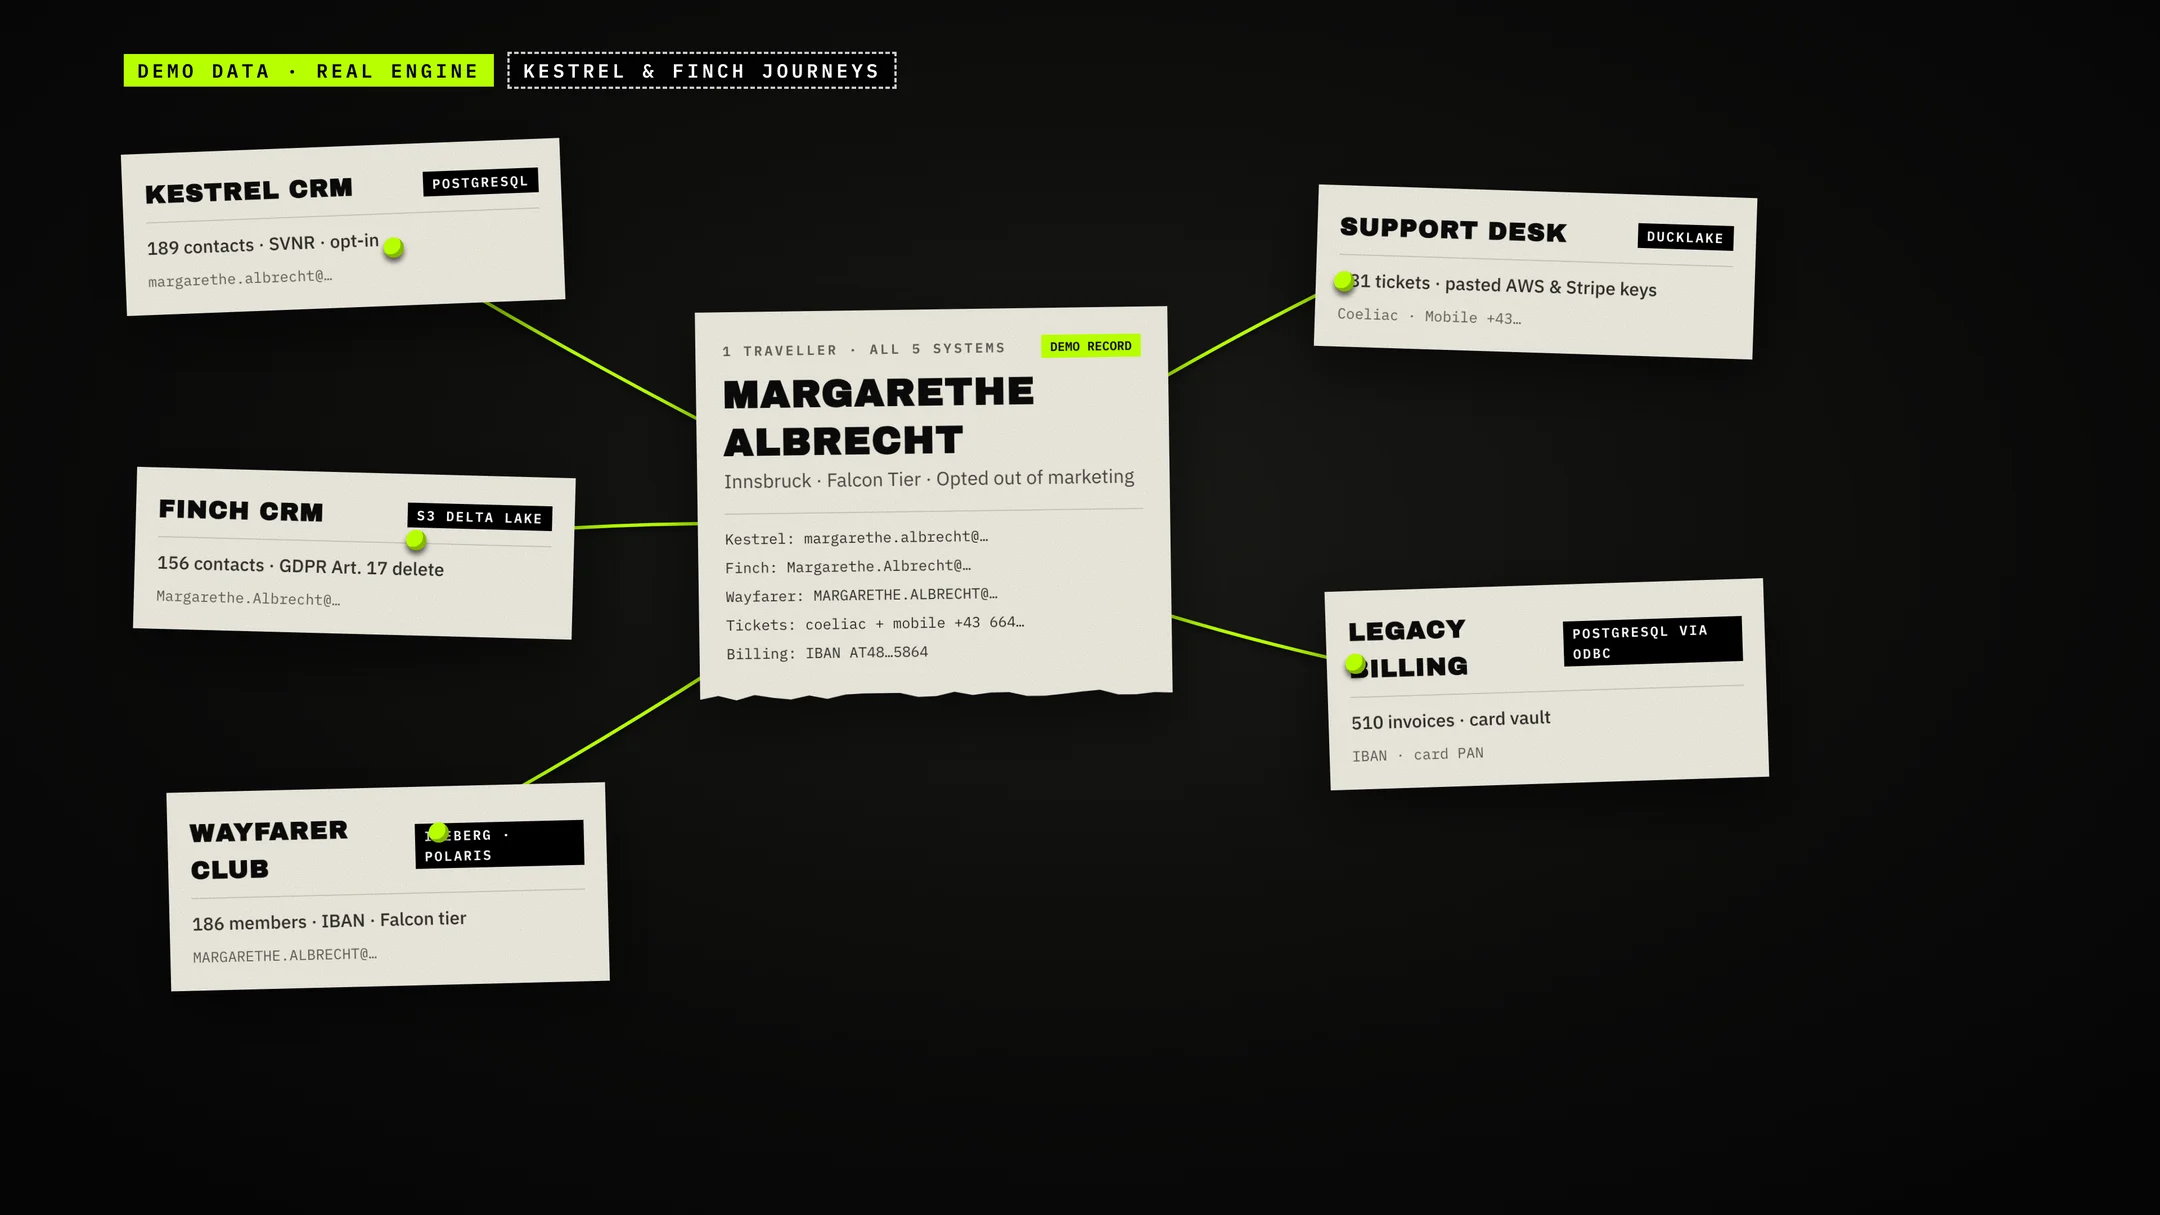 DEMO DATA · REAL ENGINE
KESTREL & FINCH JOURNEYS
KESTREL CRM
POSTGRESQL
189 contacts · SVNR · opt-in
margarethe.albrecht@…
FINCH CRM
S3 DELTA LAKE
156 contacts · GDPR Art. 17 delete
Margarethe.Albrecht@…
WAYFARER
CLUB
ICEBERG ·
POLARIS
186 members · IBAN · Falcon tier
MARGARETHE.ALBRECHT@…
1 TRAVELLER · ALL 5 SYSTEMS
DEMO RECORD
MARGARETHE
ALBRECHT
Innsbruck · Falcon Tier · Opted out of marketing
Kestrel: margarethe.albrecht@…
Finch: Margarethe.Albrecht@…
Wayfarer: MARGARETHE.ALBRECHT@…
Tickets: coeliac + mobile +43 664…
Billing: IBAN AT48…5864
SUPPORT DESK
DUCKLAKE
tickets · pasted AWS & Stripe keys
Coeliac · Mobile +43…
LEGACY
BILLING
POSTGRESQL VIA
ODBC
510 invoices · card vault
IBAN · card PAN